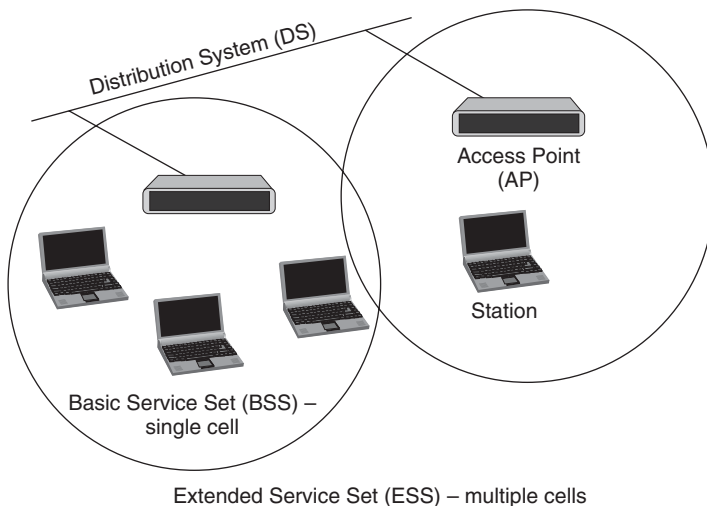 Distribution System (DS)
Access Point
(AP)
Station
Basic Service Set (BSS) –
single cell
Extended Service Set (ESS) – multiple cells